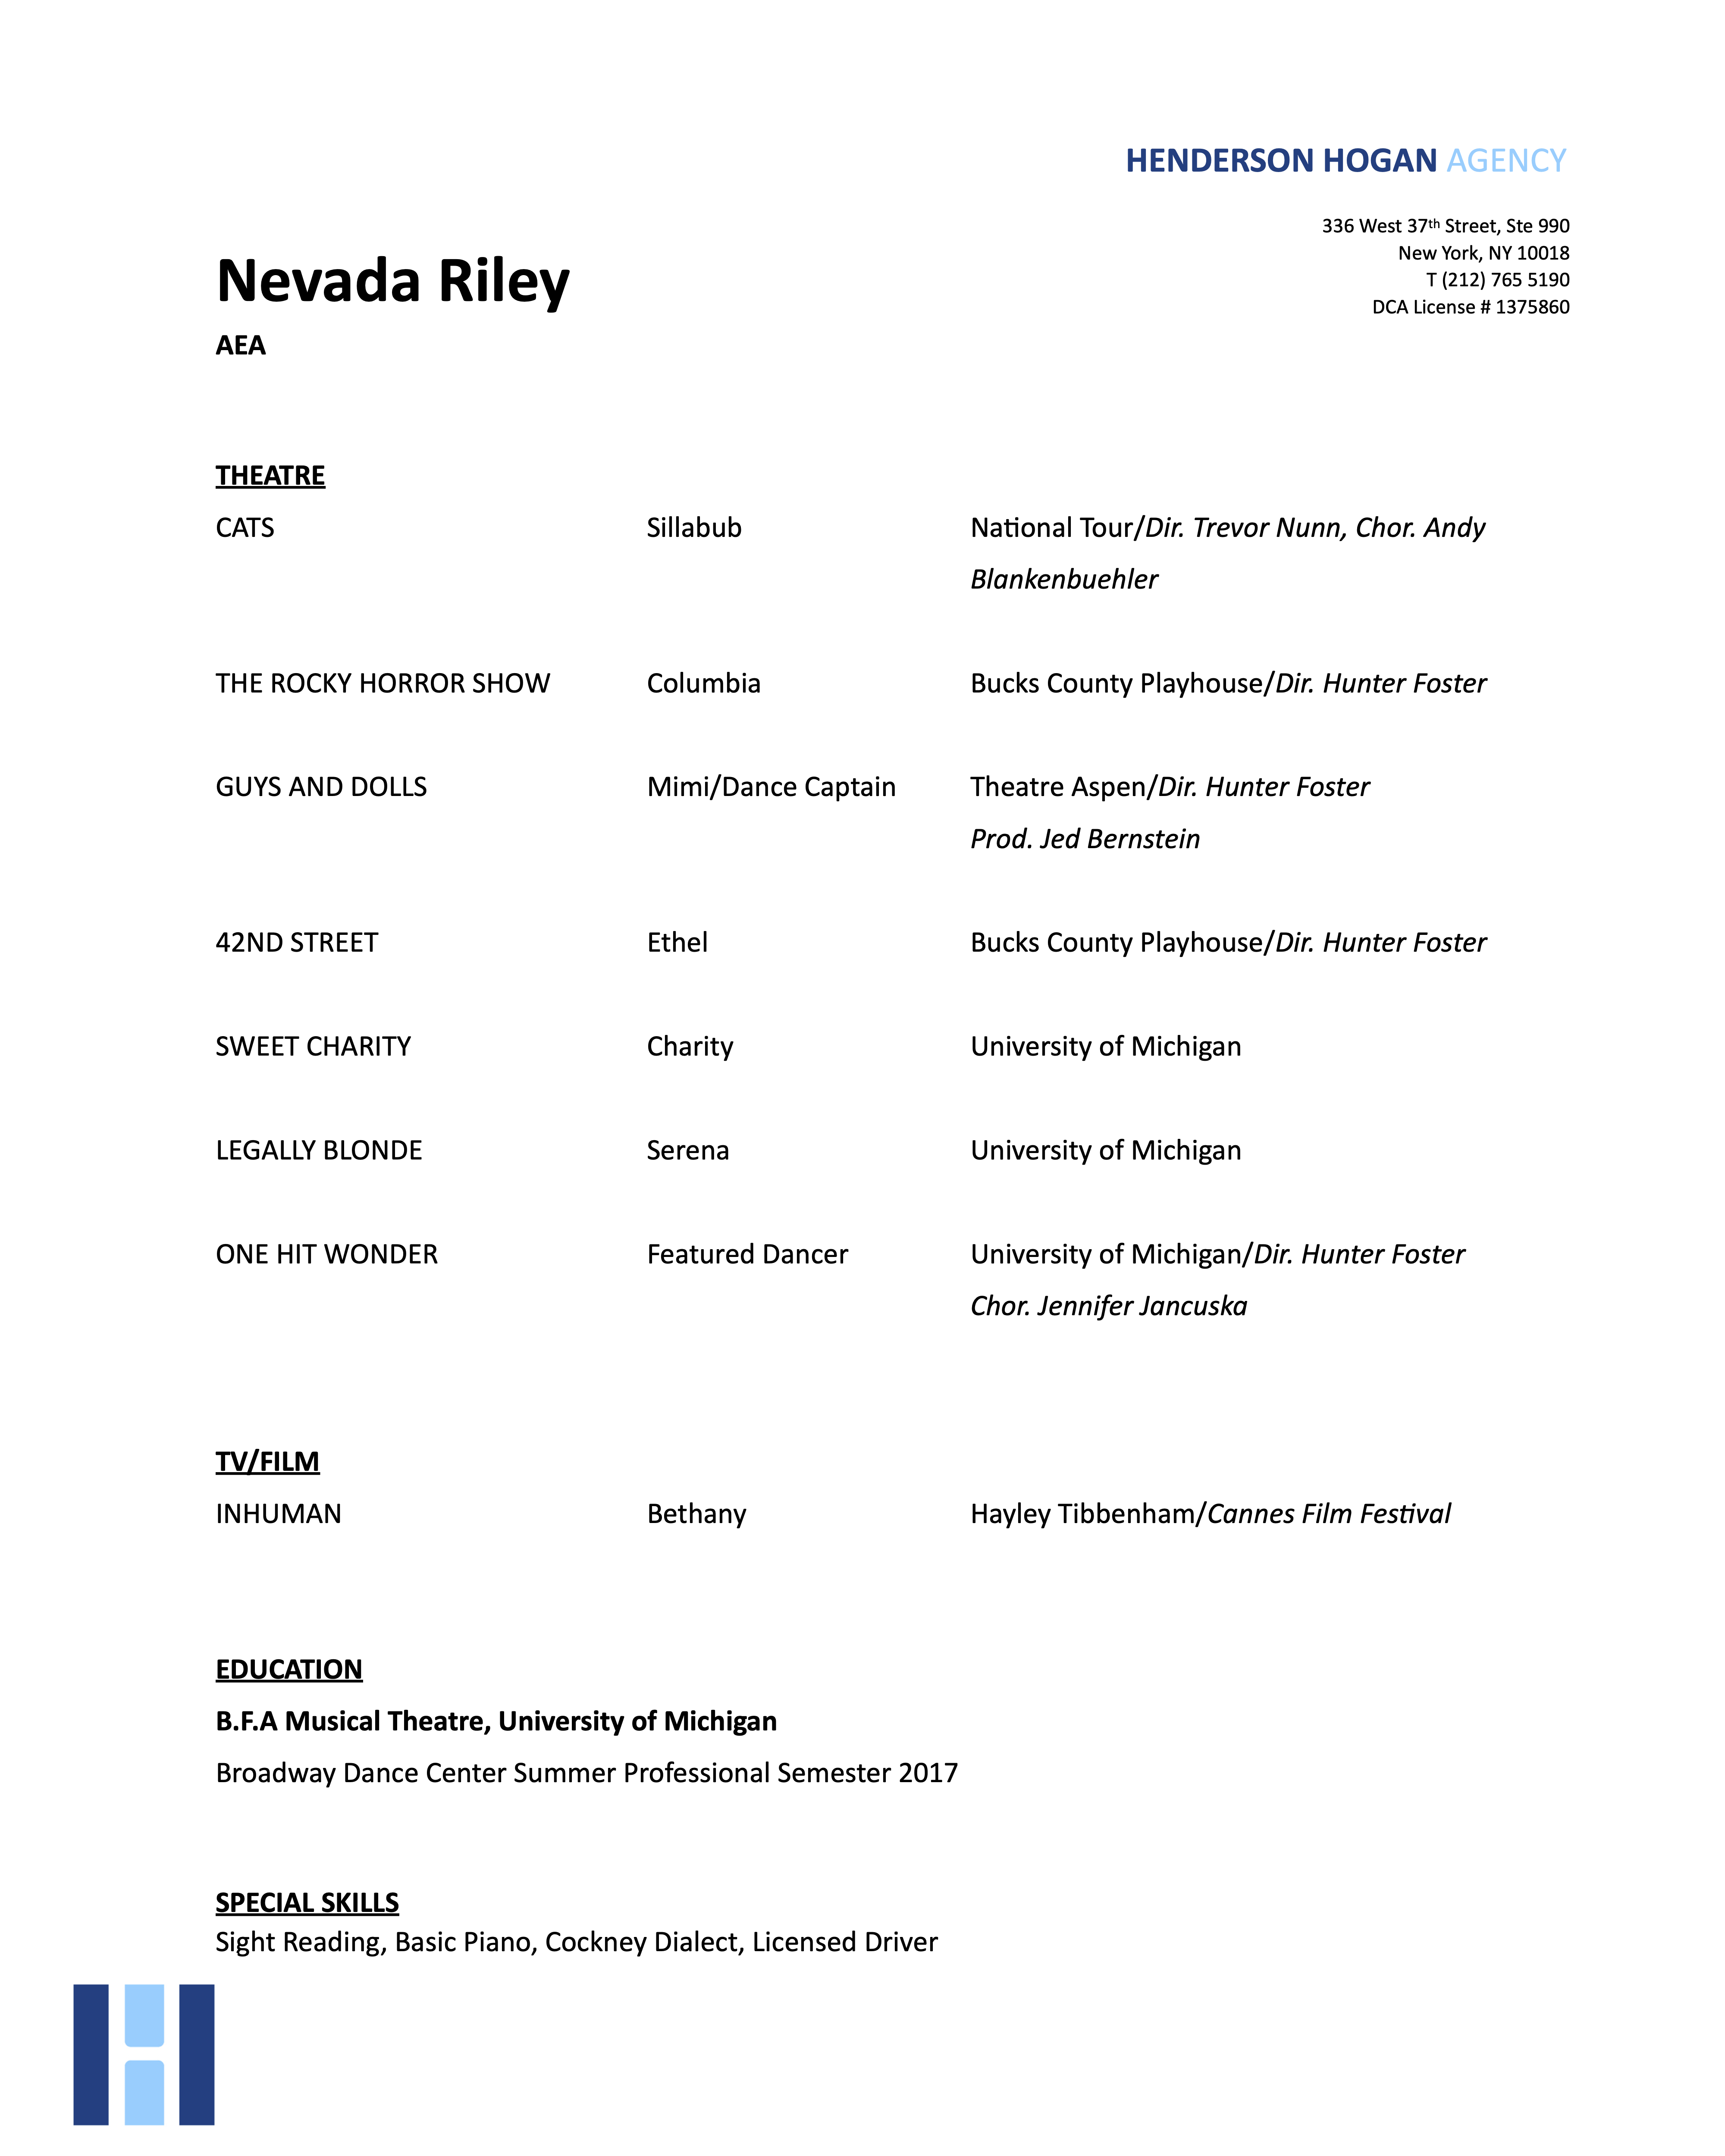 HENDERSON HOGAN AGENCY
336 West 37th Street, Ste 990
New York, NY 10018
T (212) 765 5190
DCA License # 1375860
Nevada Riley
AEA
THEATRE
CATS Sillabub National Tour/Dir. Trevor Nunn, Chor. Andy
Blankenbuehler
THE ROCKY HORROR SHOW Columbia Bucks County Playhouse/Dir. Hunter Foster
GUYS AND DOLLS Mimi/Dance Captain Theatre Aspen/Dir. Hunter Foster
Prod. Jed Bernstein
42ND STREET Ethel Bucks County Playhouse/Dir. Hunter Foster
SWEET CHARITY Charity University of Michigan
LEGALLY BLONDE Serena University of Michigan
ONE HIT WONDER Featured Dancer University of Michigan/Dir. Hunter Foster
Chor. Jennifer Jancuska
TV/FILM
INHUMAN Bethany Hayley Tibbenham/Cannes Film Festival
EDUCATION
B.F.A Musical Theatre, University of Michigan
Broadway Dance Center Summer Professional Semester 2017
SPECIAL SKILLS
Sight Reading, Basic Piano, Cockney Dialect, Licensed Driver